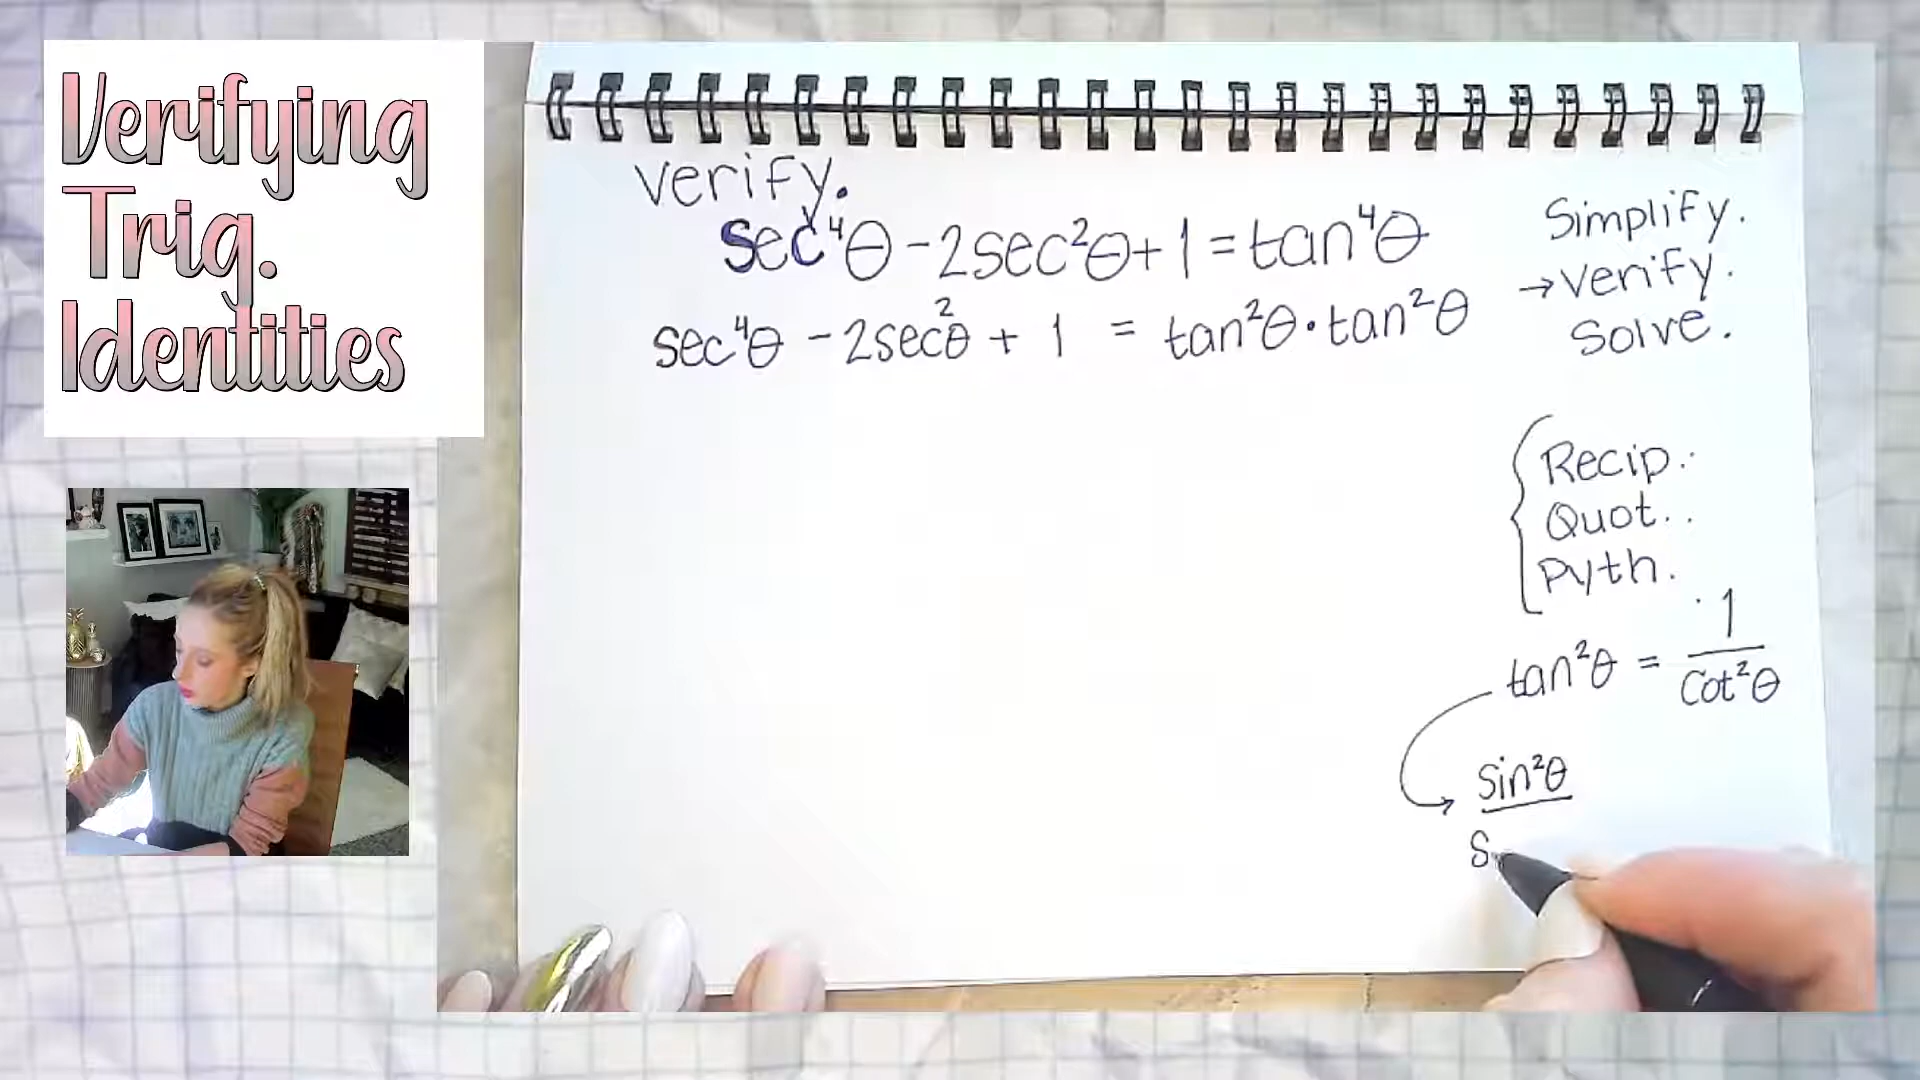 Verifying
Trig.
Identities
Verify.
sec⁴θ - 2sec²θ + 1 = tan⁴θ
sec⁴θ - 2sec²θ + 1 = tan²θ · tan²θ
Simplify.
→ Verify.
Solve.
Recip.
Quot.
Pyth.
tan²θ = 1
cot²θ
sin²θ
S